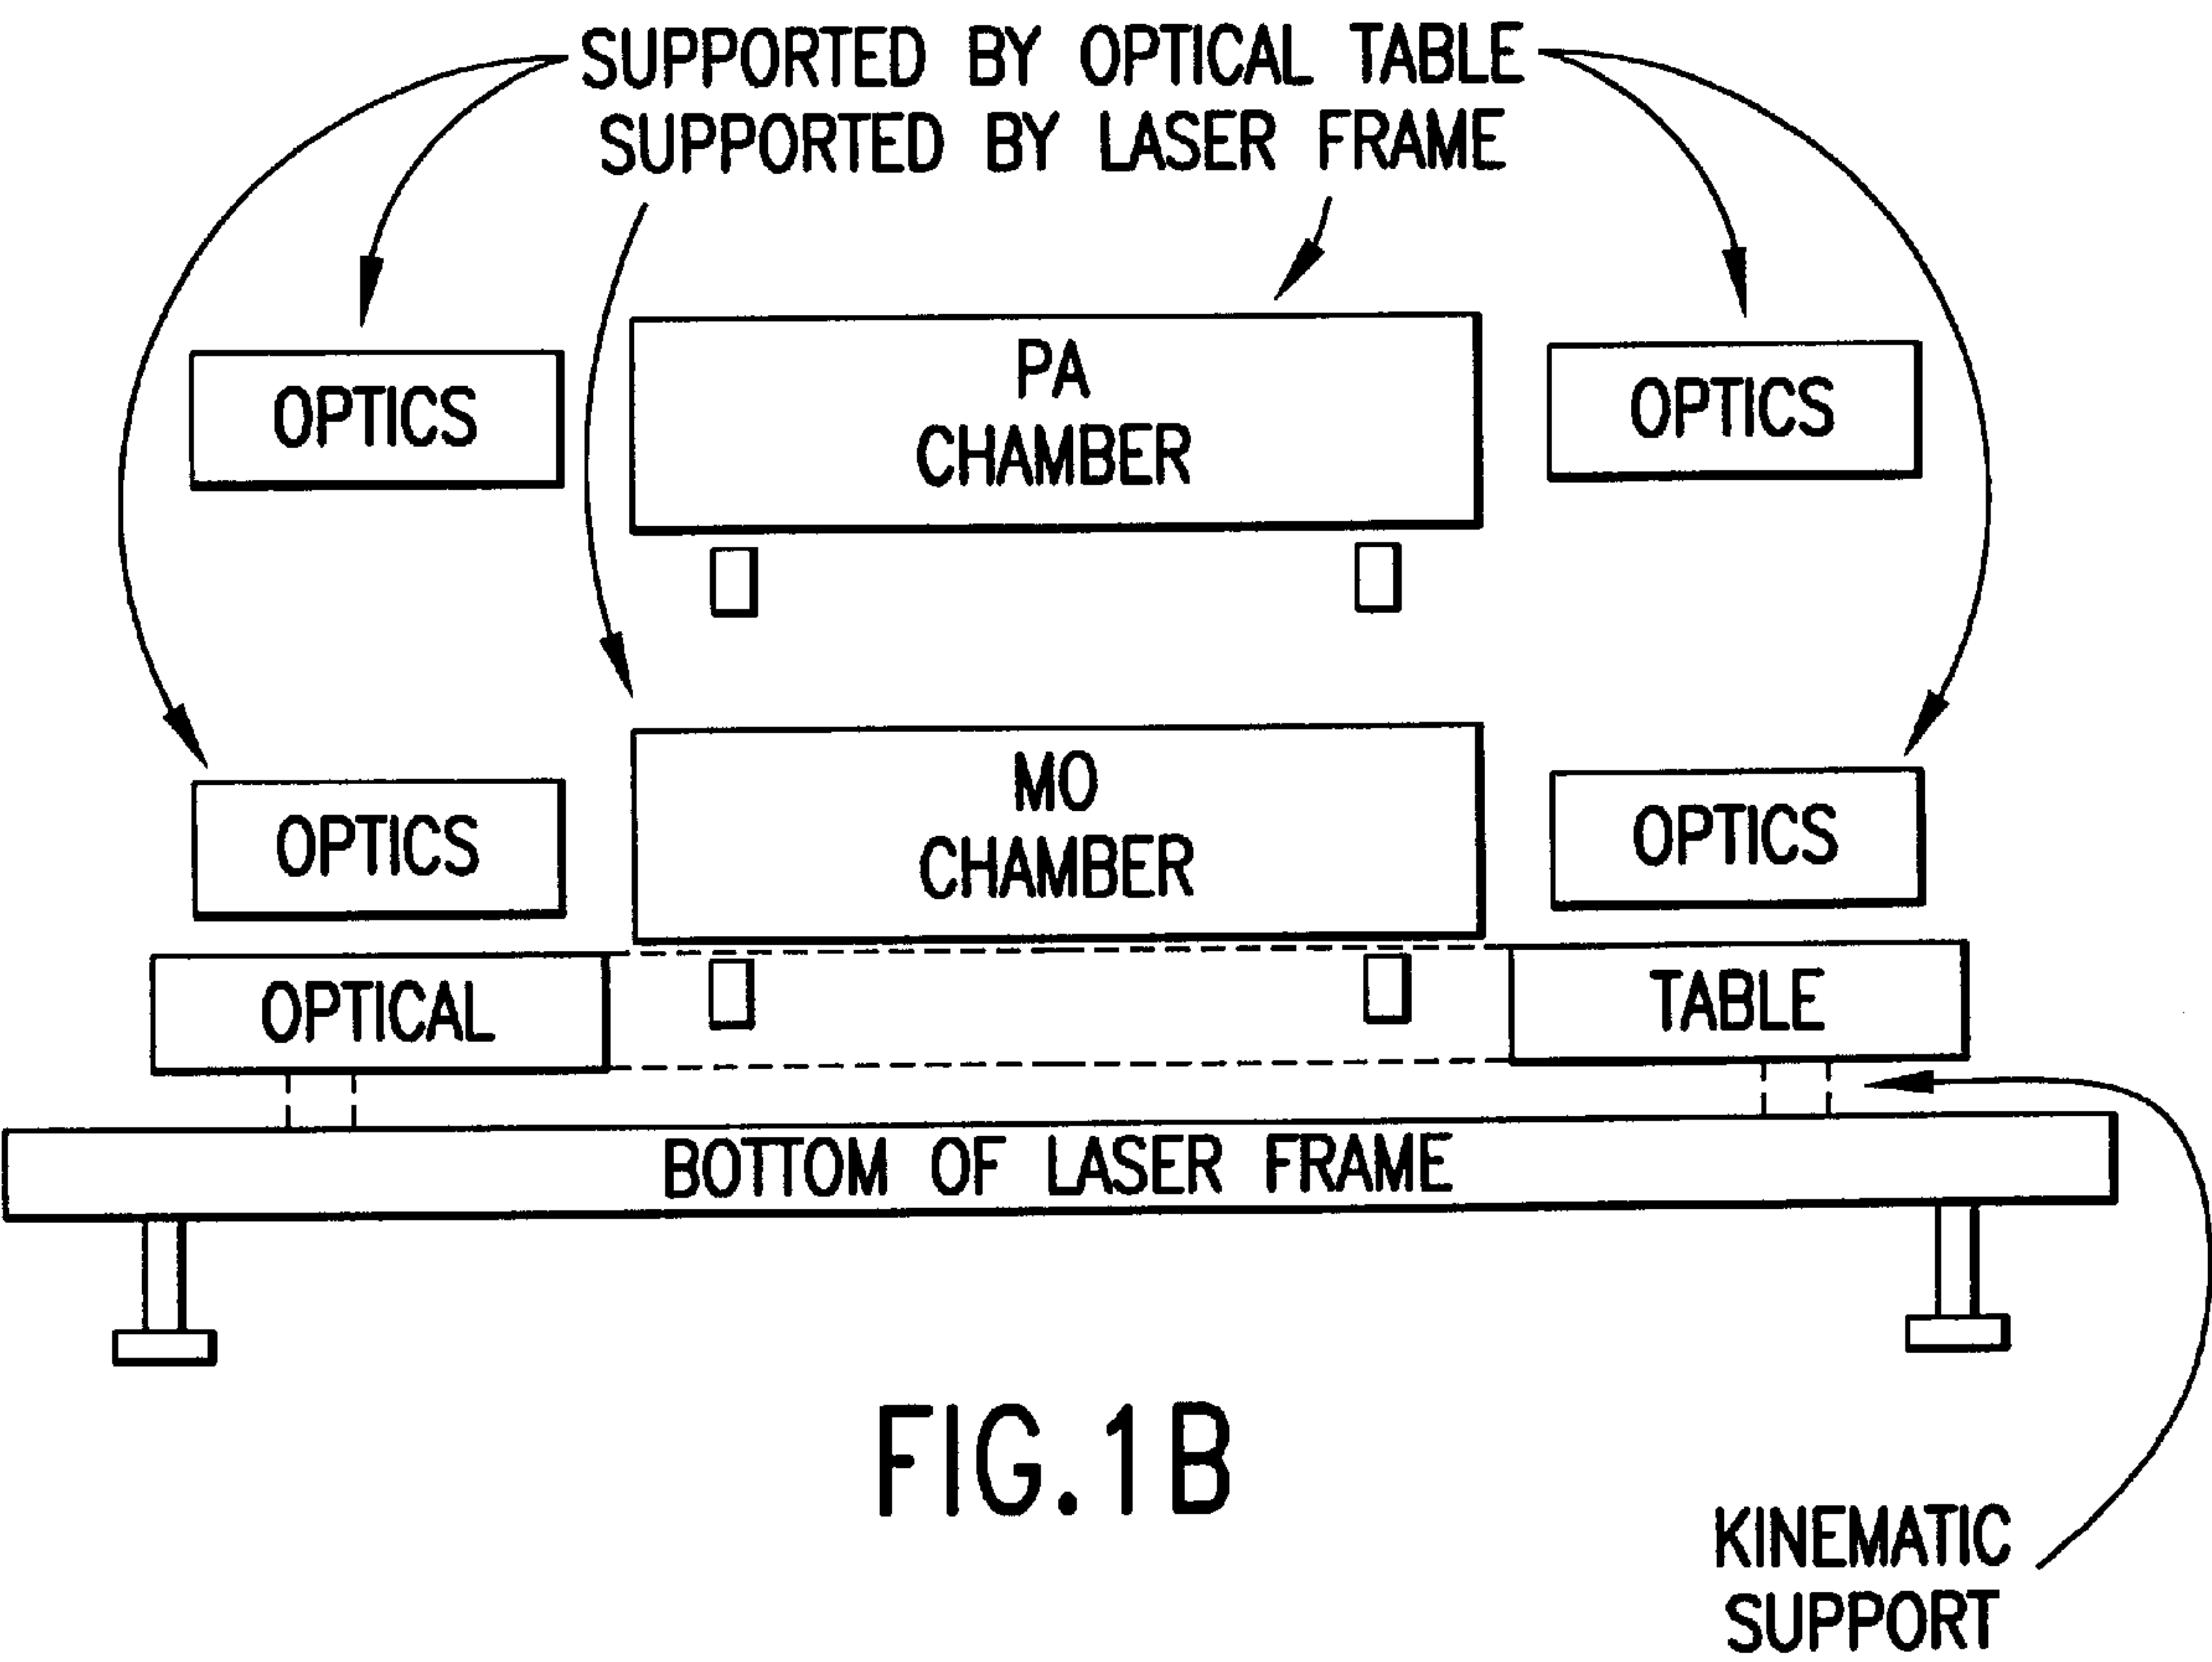 SUPPORTED BY OPTICAL TABLE
SUPPORTED BY LASER FRAME
OPTICS
PA
CHAMBER
OPTICS
OPTICS
MO
CHAMBER
OPTICS
OPTICAL
TABLE
BOTTOM OF LASER FRAME
FIG.1B
KINEMATIC
SUPPORT